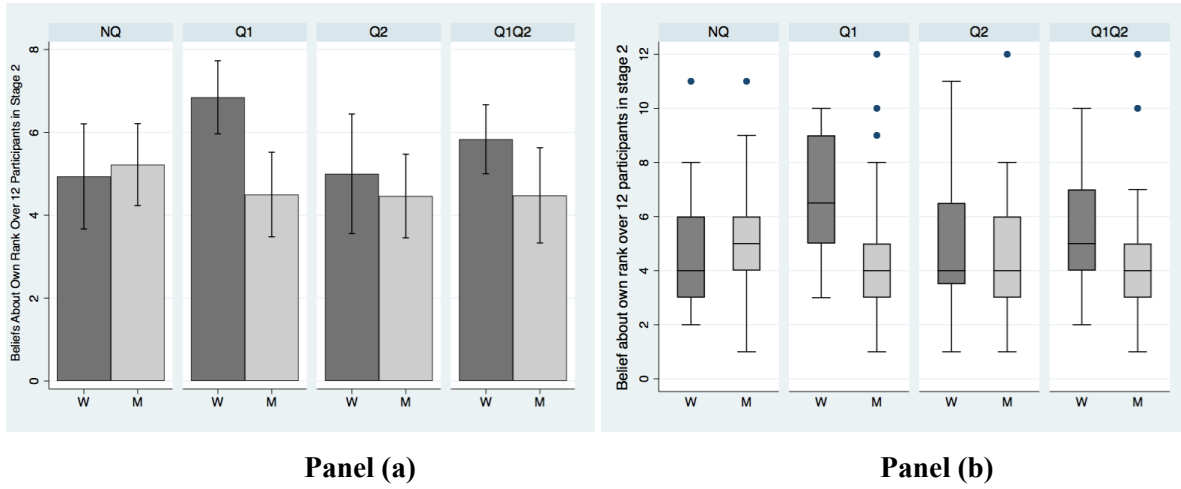 NQ Q1 Q2 Q1Q2
Beliefs About Own Rank Over 12 Participants in Stage 2
8
6
4
2
0
W M W M W M W M
Panel (a)
NQ Q1 Q2 Q1Q2
Belief about own rank over 12 participants in stage 2
12
10
8
6
4
2
0
W M W M W M W M
Panel (b)